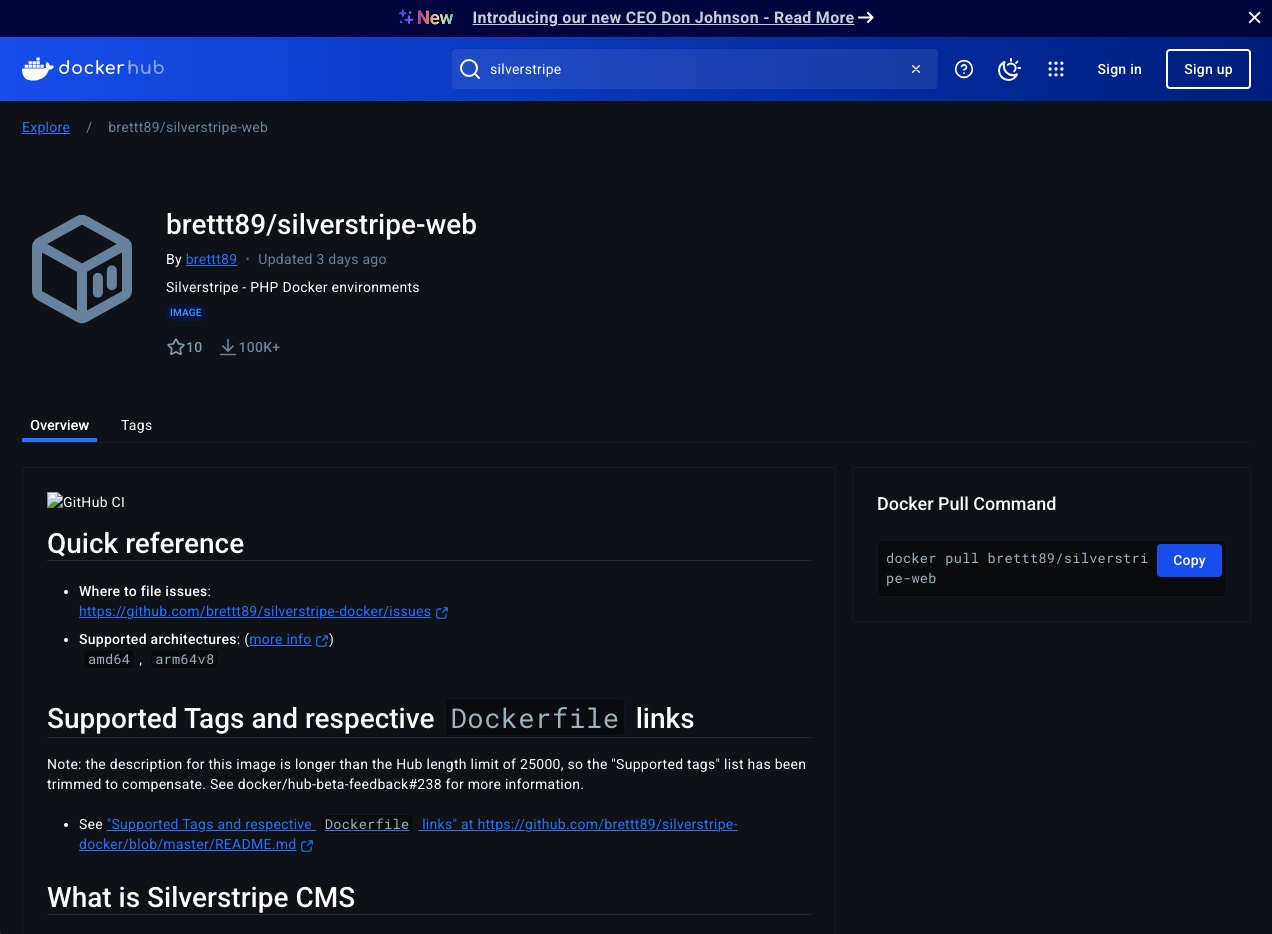 New Introducing our new CEO Don Johnson - Read More
dockerhub
silverstripe
Sign in
Sign up
Explore / brettt89/silverstripe-web
brettt89/silverstripe-web
By brettt89 • Updated 3 days ago
Silverstripe - PHP Docker environments
IMAGE
10 100K+
Overview Tags
GitHub CI
Quick reference
• Where to file issues:
https://github.com/brettt89/silverstripe-docker/issues
• Supported architectures: (more info)
amd64 , arm64v8
Supported Tags and respective Dockerfile links
Note: the description for this image is longer than the Hub length limit of 25000, so the "Supported tags" list has been
trimmed to compensate. See docker/hub-beta-feedback#238 for more information.
• See "Supported Tags and respective Dockerfile links" at https://github.com/brettt89/silverstripe-
docker/blob/master/README.md
What is Silverstripe CMS
Docker Pull Command
docker pull brettt89/silverstri
pe-web
Copy